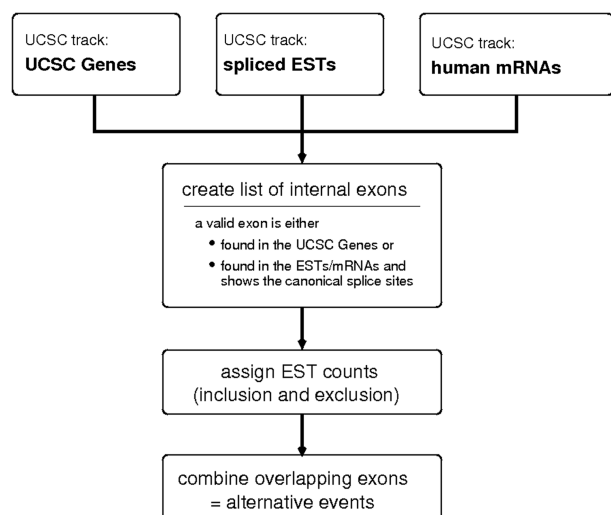 UCSC track:
UCSC Genes
UCSC track:
spliced ESTs
UCSC track:
human mRNAs
create list of internal exons
a valid exon is either
• found in the UCSC Genes or
• found in the ESTs/mRNAs and
shows the canonical splice sites
assign EST counts
(inclusion and exclusion)
combine overlapping exons
= alternative events